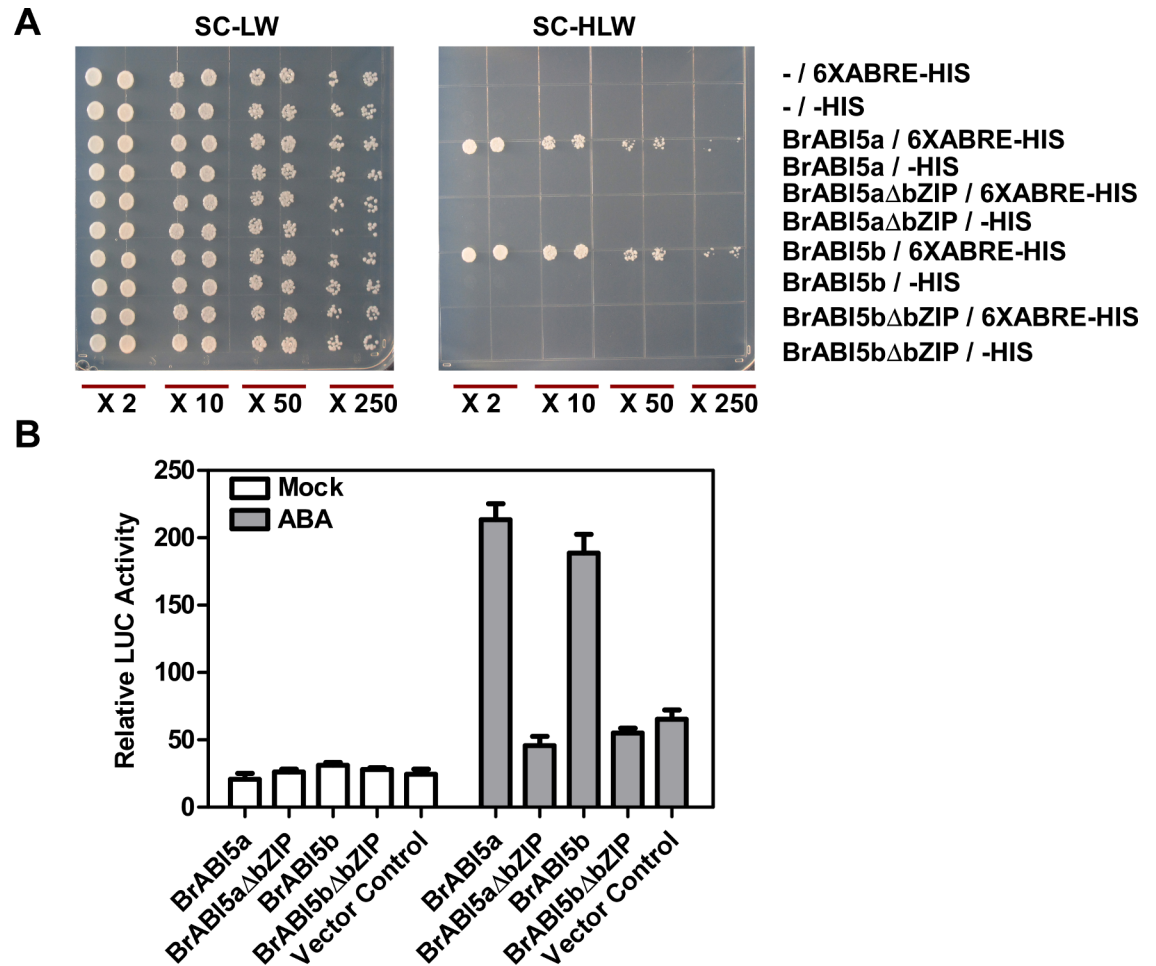 A
SC-LW
SC-HLW
- / 6XABRE-HIS
- / -HIS
BrABI5a / 6XABRE-HIS
BrABI5a / -HIS
BrABI5aΔbZIP / 6XABRE-HIS
BrABI5aΔbZIP / -HIS
BrABI5b / 6XABRE-HIS
BrABI5b / -HIS
BrABI5bΔbZIP / 6XABRE-HIS
BrABI5bΔbZIP / -HIS
X 2
X 10
X 50
X 250
X 2
X 10
X 50
X 250
B
Mock
ABA
Relative LUC Activity
250
200
150
100
50
0
BrABI5a
BrABI5aΔbZIP
BrABI5b
BrABI5bΔbZIP
Vector Control
BrABI5a
BrABI5aΔbZIP
BrABI5b
BrABI5bΔbZIP
Vector Control